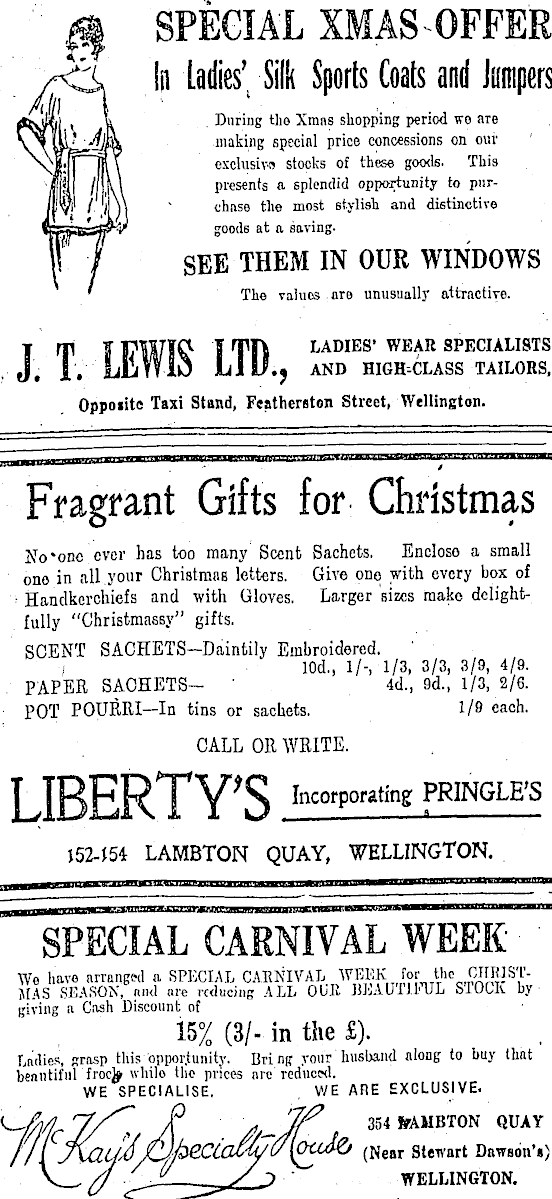 SPECIAL XMAS OFFER
In Ladies' Silk Sports Coats and Jumpers
During the Xmas shopping period we are
making special price concessions on our
exclusive stocks of these goods. This
presents a splendid opportunity to pur-
chase the most stylish and distinctive
goods at a saving.
SEE THEM IN OUR WINDOWS
The values are unusually attractive.
J. T. LEWIS LTD., LADIES' WEAR SPECIALISTS
AND HIGH-CLASS TAILORS,
Opposite Taxi Stand, Featherston Street, Wellington.
Fragrant Gifts for Christmas
No one ever has too many Scent Sachets. Enclose a small
one in all your Christmas letters. Give one with every box of
Handkerchiefs and with Gloves. Larger sizes make delight-
fully "Christmassy" gifts.
SCENT SACHETS—Daintily Embroidered.
10d., 1/-, 1/3, 3/3, 3/9, 4/9.
PAPER SACHETS— 4d., 9d., 1/3, 2/6.
POT POURRI—In tins or sachets. 1/9 each.
CALL OR WRITE.
LIBERTY'S Incorporating PRINGLE'S
152-154 LAMBTON QUAY, WELLINGTON.
SPECIAL CARNIVAL WEEK
We have arranged a SPECIAL CARNIVAL WEEK for the CHRIST-
MAS SEASON, and are reducing ALL OUR BEAUTIFUL STOCK by
giving a Cash Discount of
15% (3/- in the £).
Ladies, grasp this opportunity. Bring your husband along to buy that
beautiful frock while the prices are reduced.
WE SPECIALISE. WE ARE EXCLUSIVE.
McKay's Specialty House
354 LAMBTON QUAY
(Near Stewart Dawson's)
WELLINGTON.